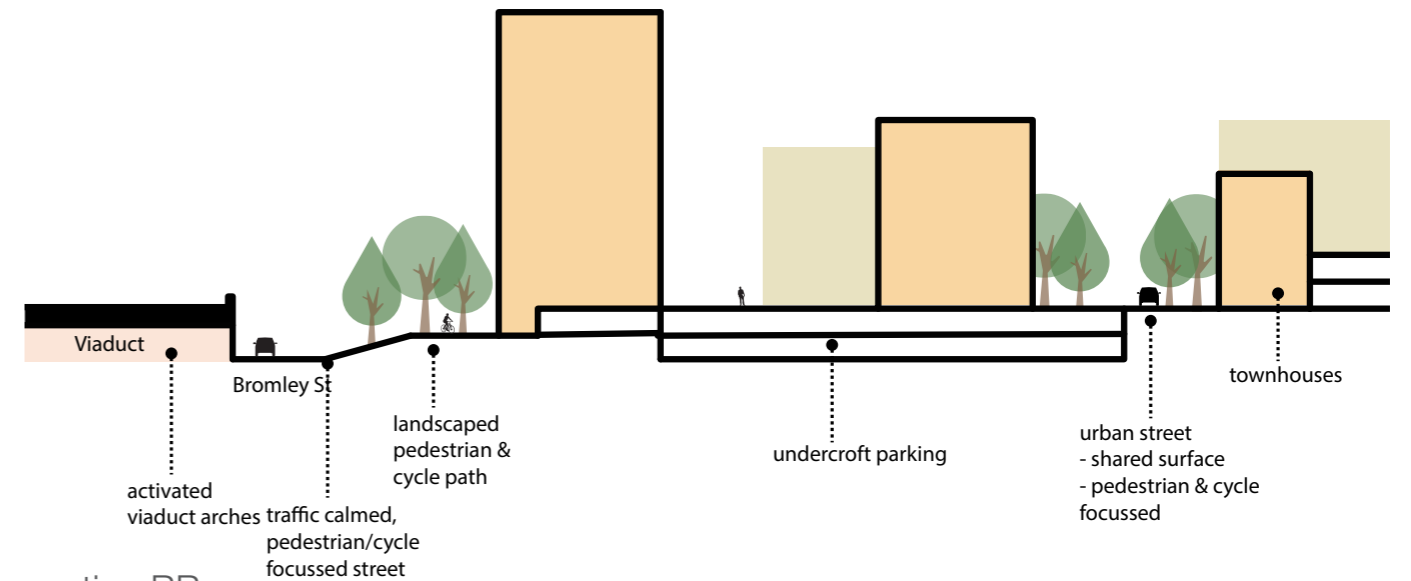 Viaduct
Bromley St
townhouses
landscaped
pedestrian &
cycle path
undercroft parking
urban street
- shared surface
- pedestrian & cycle
focussed
activated
viaduct arches
traffic calmed,
pedestrian/cycle
focussed street